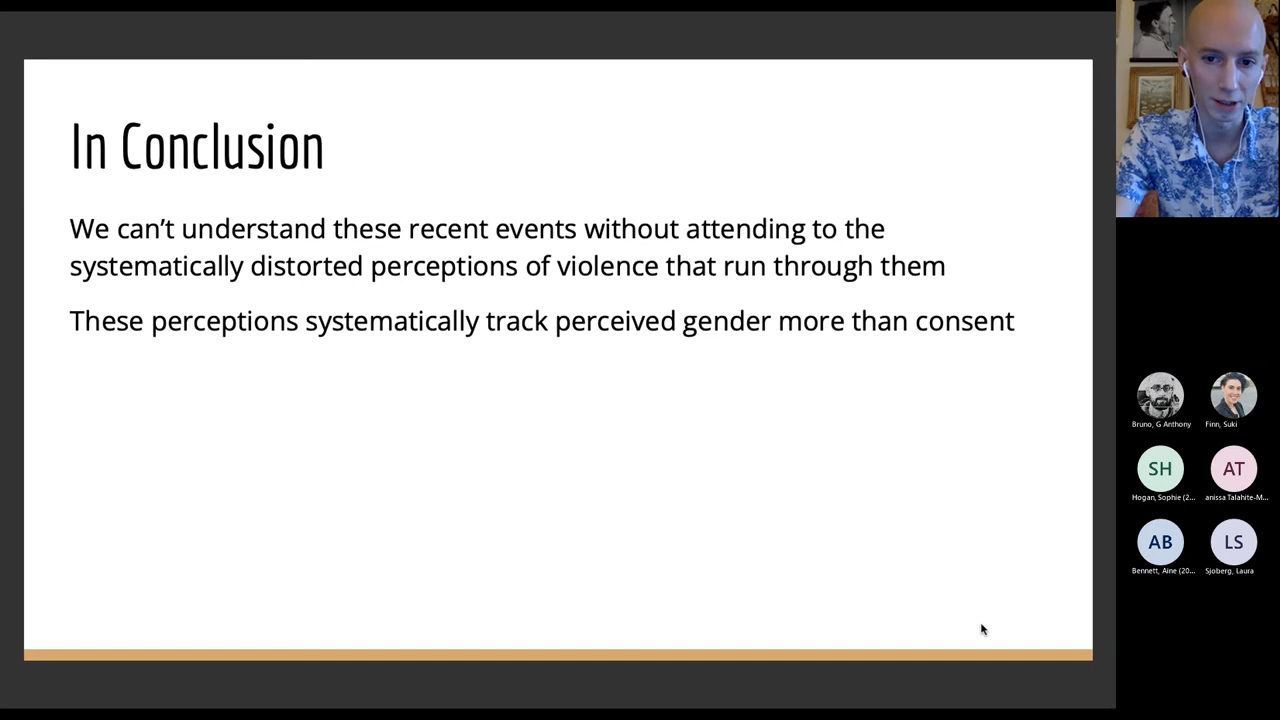 In Conclusion
We can’t understand these recent events without attending to the
systematically distorted perceptions of violence that run through them
These perceptions systematically track perceived gender more than consent
Bruno, G Anthony
Finn, Suki
SH
AT
Hogan, Sophie (2...
anissa Talahite-M...
AB
LS
Bennett, Aine (20...
Sjoberg, Laura